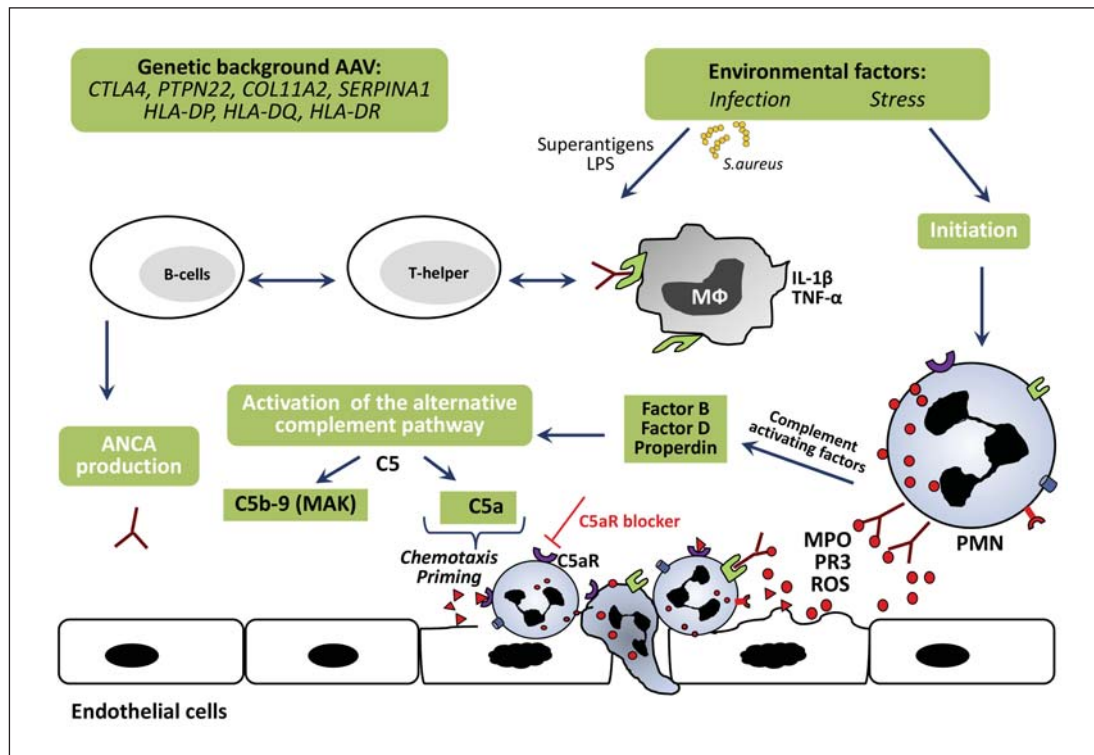 Genetic background AAV:
CTLA4, PTPN22, COL11A2, SERPINA1
HLA-DP, HLA-DQ, HLA-DR
Environmental factors:
Infection Stress
Superantigens
LPS
S.aureus
Initiation
B-cells
T-helper
MΦ
IL-1β
TNF-α
Activation of the alternative
complement pathway
Factor B
Factor D
Properdin
Complement
activating factors
ANCA
production
C5
C5b-9 (MAK)
C5a
C5aR blocker
Chemotaxis
Priming
C5aR
MPO
PR3
ROS
PMN
Endothelial cells